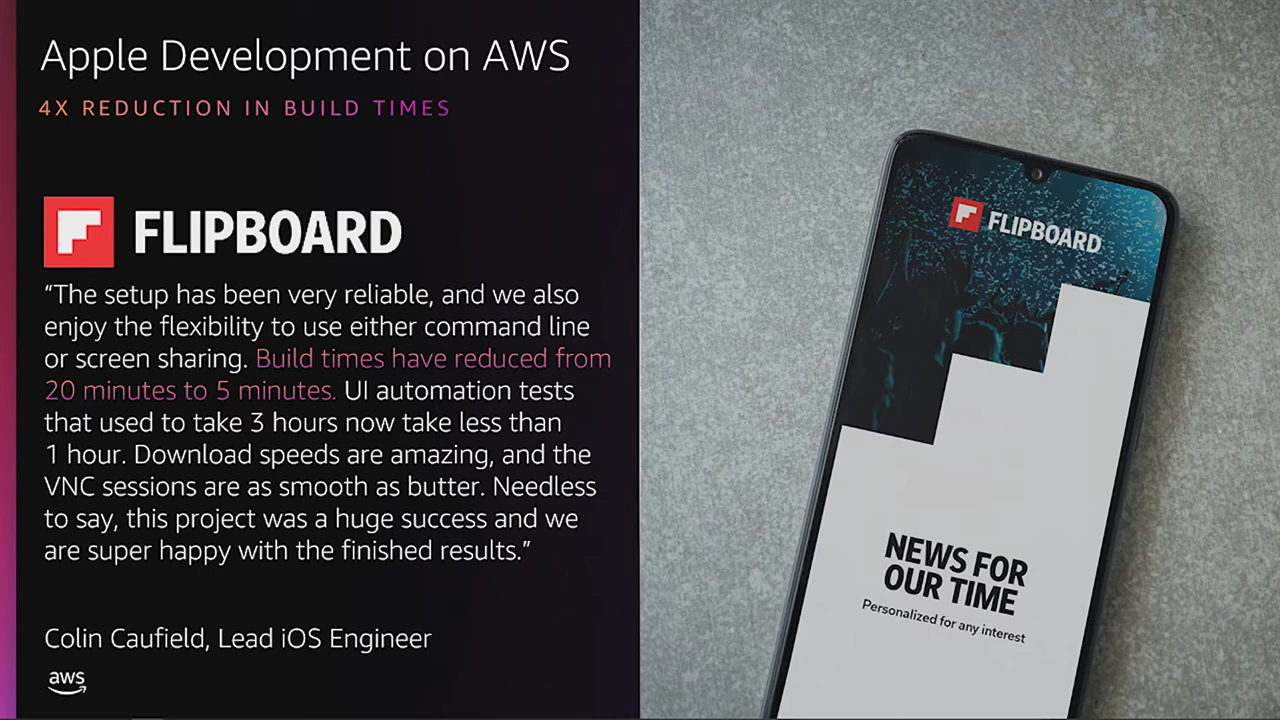 Apple Development on AWS
4X REDUCTION IN BUILD TIMES
FLIPBOARD
“The setup has been very reliable, and we also
enjoy the flexibility to use either command line
or screen sharing. Build times have reduced from
20 minutes to 5 minutes. UI automation tests
that used to take 3 hours now take less than
1 hour. Download speeds are amazing, and the
VNC sessions are as smooth as butter. Needless
to say, this project was a huge success and we
are super happy with the finished results.”
Colin Caufield, Lead iOS Engineer
aws
FLIPBOARD
NEWS FOR
OUR TIME
Personalized for any interest